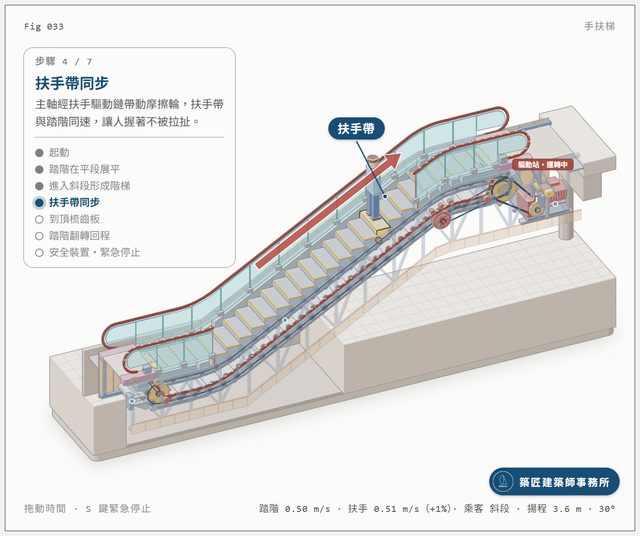 Fig 033
手扶梯
步驟 4 / 7
扶手帶同步
主軸經扶手驅動鏈帶動摩擦輪，扶手帶
與踏階同速，讓人握著不被拉扯。
起動
踏階在平段展平
進入斜段形成階梯
扶手帶同步
到頂梳齒板
踏階翻轉回程
安全裝置・緊急停止
扶手帶
驅動站・運轉中
築匠建築師事務所
拖動時間 · S 鍵緊急停止
踏階 0.50 m/s · 扶手 0.51 m/s (+1%)· 乘客 斜段 · 揚程 3.6 m · 30°